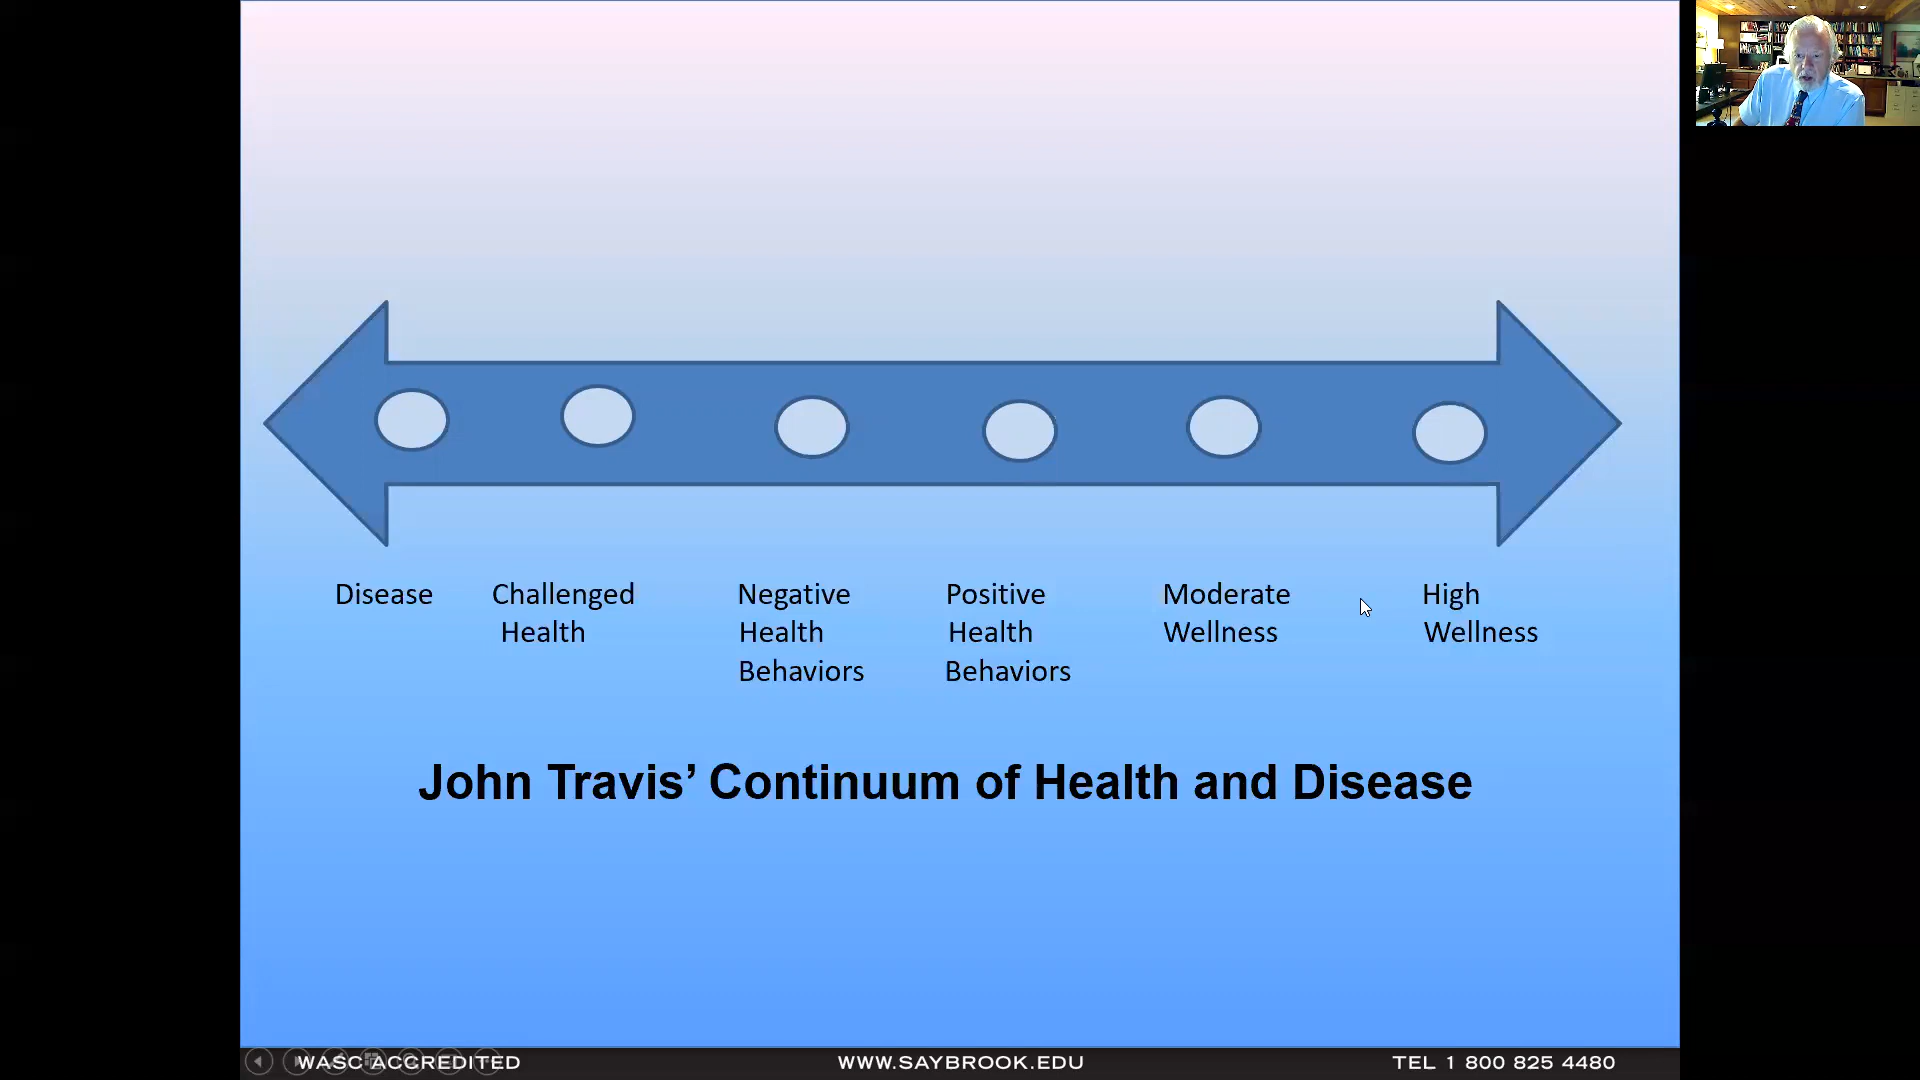 Disease
Challenged
Health
Negative
Health
Behaviors
Positive
Health
Behaviors
Moderate
Wellness
High
Wellness
John Travis’ Continuum of Health and Disease
WASC ACCREDITED
WWW.SAYBROOK.EDU
TEL 1 800 825 4480